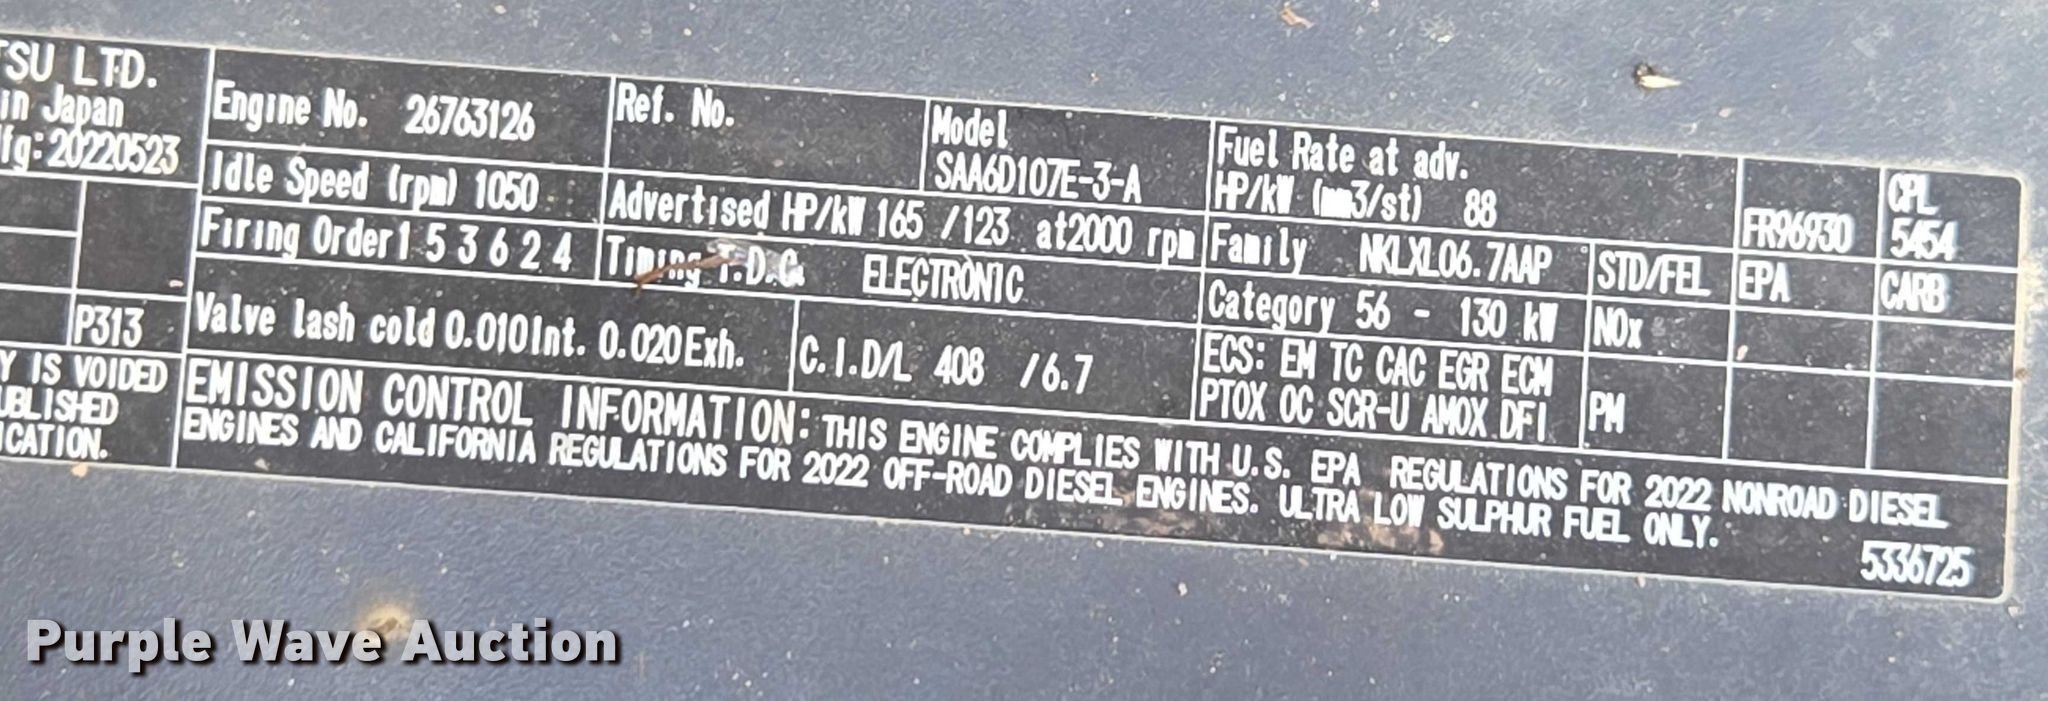 TSU LTD.
in Japan
fg:20220523
P313
Y IS VOIDED
UBLISHED
ICATION.
Engine No. 26763126
Ref. No.
Model
SAA6D107E-3-A
Fuel Rate at adv.
HP/kW (mm3/st) 88
FR96930
CPL
5454
Idle Speed (rpm) 1050
Advertised HP/kW 165 /123 at2000 rpm
Family NKLXL06.7AAP
STD/FEL
EPA
CARB
Firing Order 1 5 3 6 2 4
Timing T.D.C. ELECTRONIC
Category 56 - 130 kW
NOx
Valve lash cold 0.010Int. 0.020Exh.
C.I.D/L 408 /6.7
ECS: EM TC CAC EGR ECM
PTOX OC SCR-U AMOX DFI
PM
EMISSION CONTROL INFORMATION: THIS ENGINE COMPLIES WITH U.S. EPA REGULATIONS FOR 2022 NONROAD DIESEL
ENGINES AND CALIFORNIA REGULATIONS FOR 2022 OFF-ROAD DIESEL ENGINES. ULTRA LOW SULPHUR FUEL ONLY.
5336725
Purple Wave Auction